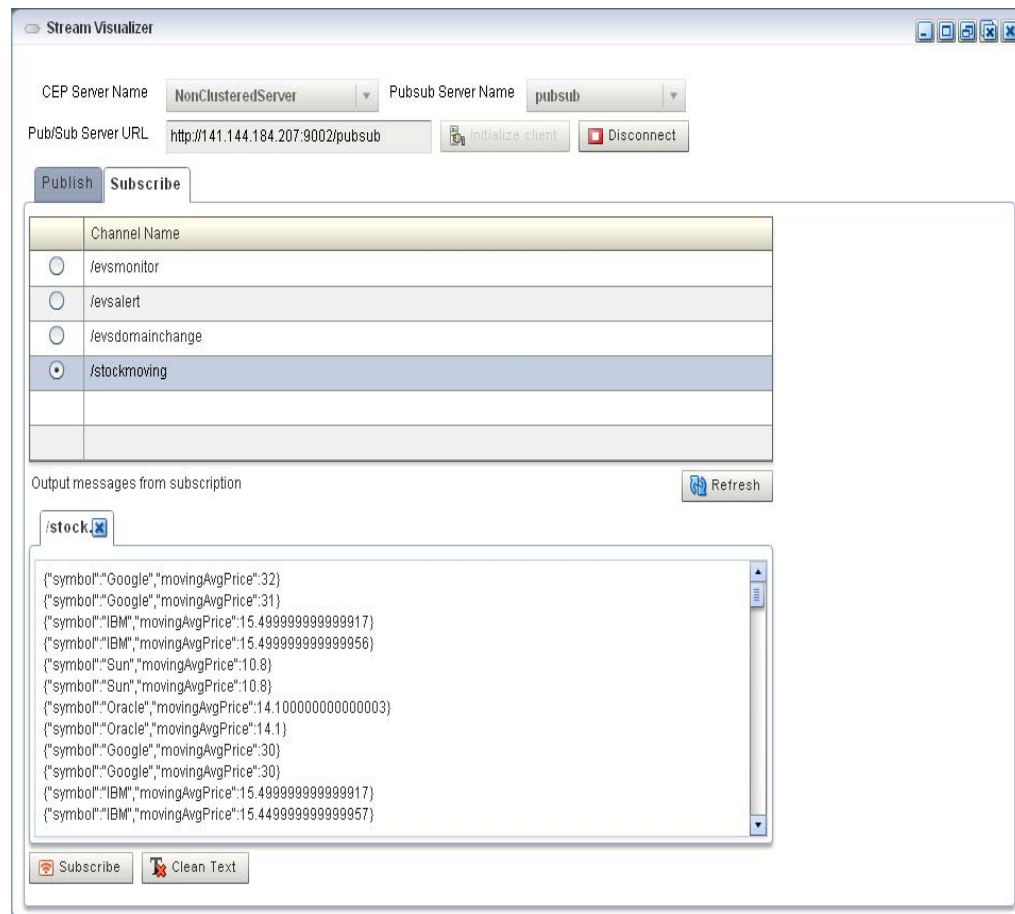 Stream Visualizer
CEP Server Name NonClusteredServer Pubsub Server Name pubsub
Pub/Sub Server URL http://141.144.184.207:9002/pubsub Initialize client Disconnect
Publish Subscribe
Channel Name
/evsmonitor
/evsalert
/evsdomainchange
/stockmoving
Output messages from subscription Refresh
/stock.
{"symbol":"Google","movingAvgPrice":32}
{"symbol":"Google","movingAvgPrice":31}
{"symbol":"IBM","movingAvgPrice":15.499999999999917}
{"symbol":"IBM","movingAvgPrice":15.499999999999956}
{"symbol":"Sun","movingAvgPrice":10.8}
{"symbol":"Sun","movingAvgPrice":10.8}
{"symbol":"Oracle","movingAvgPrice":14.100000000000003}
{"symbol":"Oracle","movingAvgPrice":14.1}
{"symbol":"Google","movingAvgPrice":30}
{"symbol":"Google","movingAvgPrice":30}
{"symbol":"IBM","movingAvgPrice":15.499999999999917}
{"symbol":"IBM","movingAvgPrice":15.449999999999957}
Subscribe Clean Text